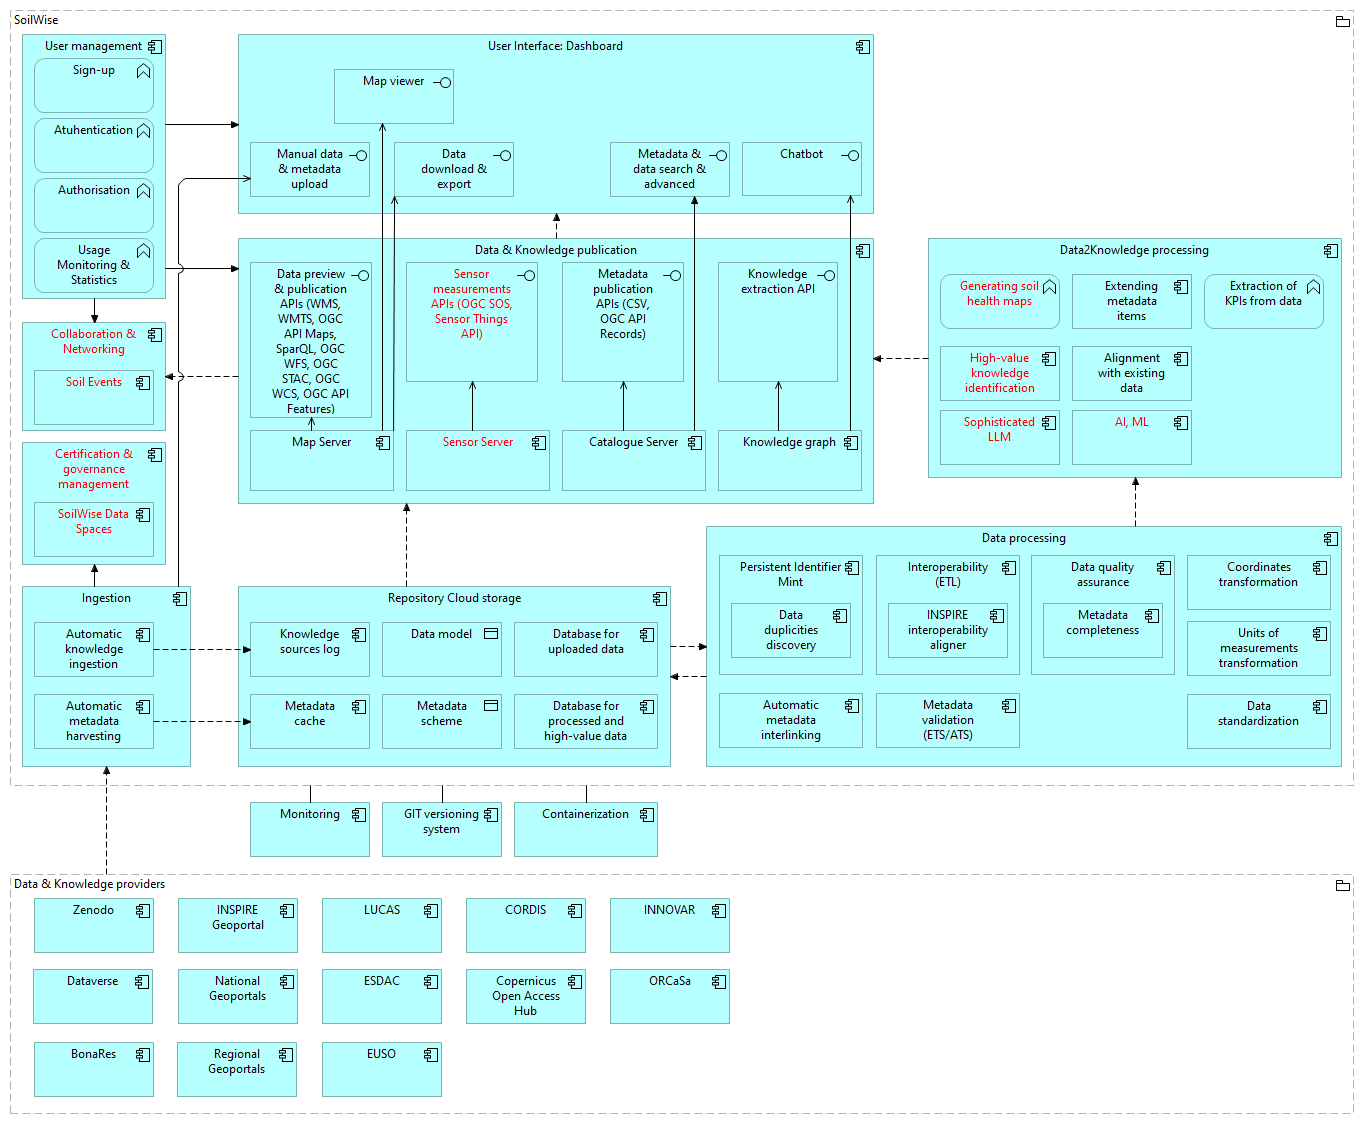 SoilWise
User management
Sign-up
Atuhentication
Authorisation
Usage
Monitoring &
Statistics
Collaboration &
Networking
Soil Events
Certification &
governance
management
SoilWise Data
Spaces
Ingestion
Automatic
knowledge
ingestion
Automatic
metadata
harvesting
User Interface: Dashboard
Map viewer
Manual data
& metadata
upload
Data
download &
export
Metadata &
data search &
advanced
Chatbot
Data & Knowledge publication
Data preview
& publication
APIs (WMS,
WMTS, OGC
API Maps,
SparQL, OGC
WFS, OGC
STAC, OGC
WCS, OGC API
Features)
Sensor
measurements
APIs (OGC SOS,
Sensor Things
API)
Metadata
publication
APIs (CSV,
OGC API
Records)
Knowledge
extraction API
Map Server
Sensor Server
Catalogue Server
Knowledge graph
Data2Knowledge processing
Generating soil
health maps
Extending
metadata
items
Extraction of
KPIs from data
High-value
knowledge
identification
Alignment
with existing
data
Sophisticated
LLM
AI, ML
Repository Cloud storage
Knowledge
sources log
Data model
Database for
uploaded data
Metadata
cache
Metadata
scheme
Database for
processed and
high-value data
Data processing
Persistent Identifier
Mint
Data
duplicities
discovery
Interoperability
(ETL)
INSPIRE
interoperability
aligner
Data quality
assurance
Metadata
completeness
Coordinates
transformation
Units of
measurements
transformation
Automatic
metadata
interlinking
Metadata
validation
(ETS/ATS)
Data
standardization
Monitoring
GIT versioning
system
Containerization
Data & Knowledge providers
Zenodo
INSPIRE
Geoportal
LUCAS
CORDIS
INNOVAR
Dataverse
National
Geoportals
ESDAC
Copernicus
Open Access
Hub
ORCaSa
BonaRes
Regional
Geoportals
EUSO